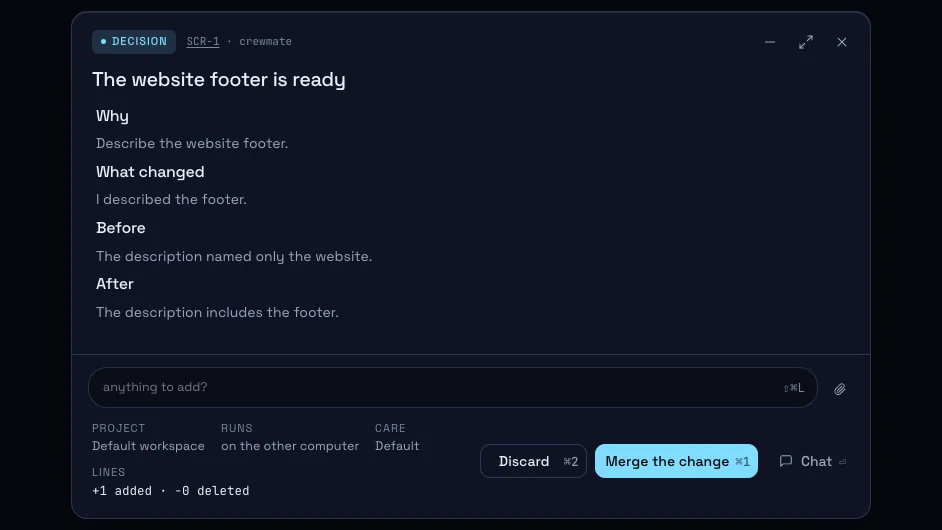 DECISION SCR-1 · crewmate
The website footer is ready
Why
Describe the website footer.
What changed
I described the footer.
Before
The description named only the website.
After
The description includes the footer.
anything to add? ⇧⌘L
PROJECT RUNS CARE
Default workspace on the other computer Default
LINES
+1 added · -0 deleted
Discard ⌘2 Merge the change ⌘1 Chat ⏎